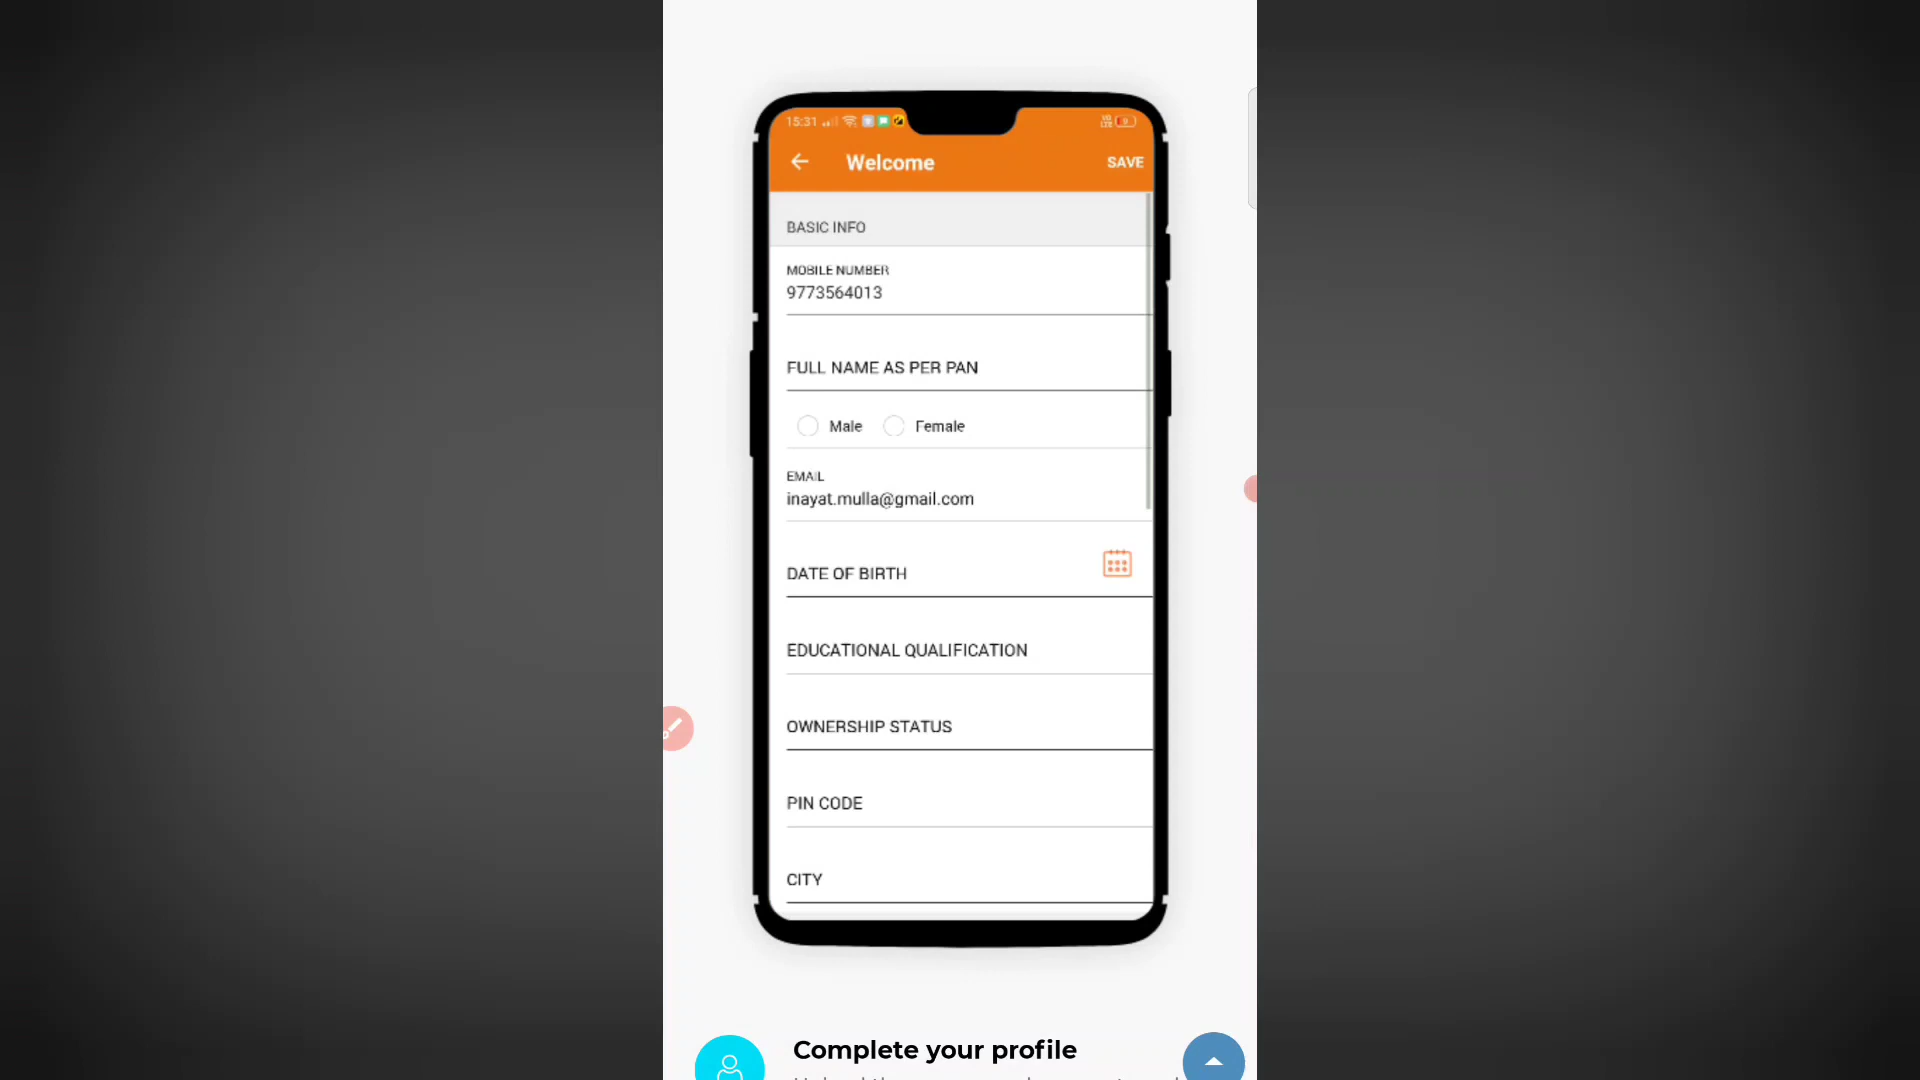 15:31
Welcome
SAVE
BASIC INFO
MOBILE NUMBER
9773564013
FULL NAME AS PER PAN
Male Female
EMAIL
inayat.mulla@gmail.com
DATE OF BIRTH
EDUCATIONAL QUALIFICATION
OWNERSHIP STATUS
PIN CODE
CITY
Complete your profile